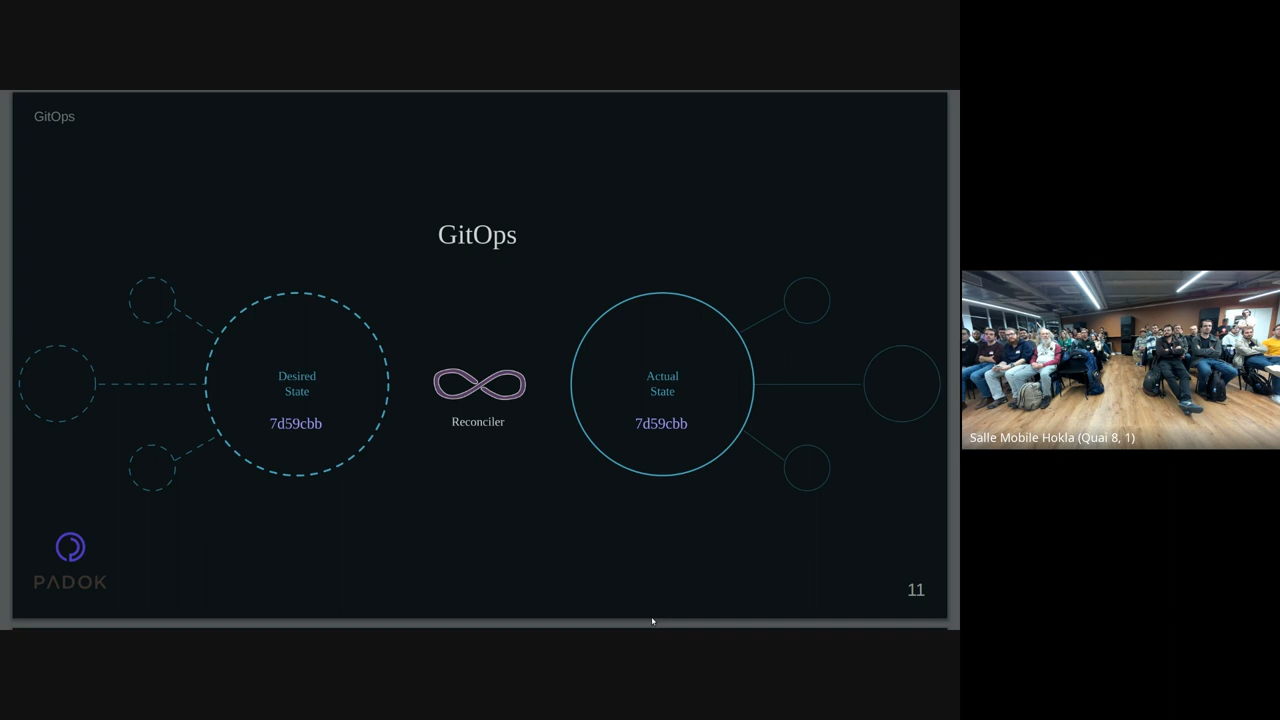 GitOps
GitOps
Desired
State
7d59cbb
Reconciler
Actual
State
7d59cbb
PADOK
11
Salle Mobile Hokla (Quai 8, 1)